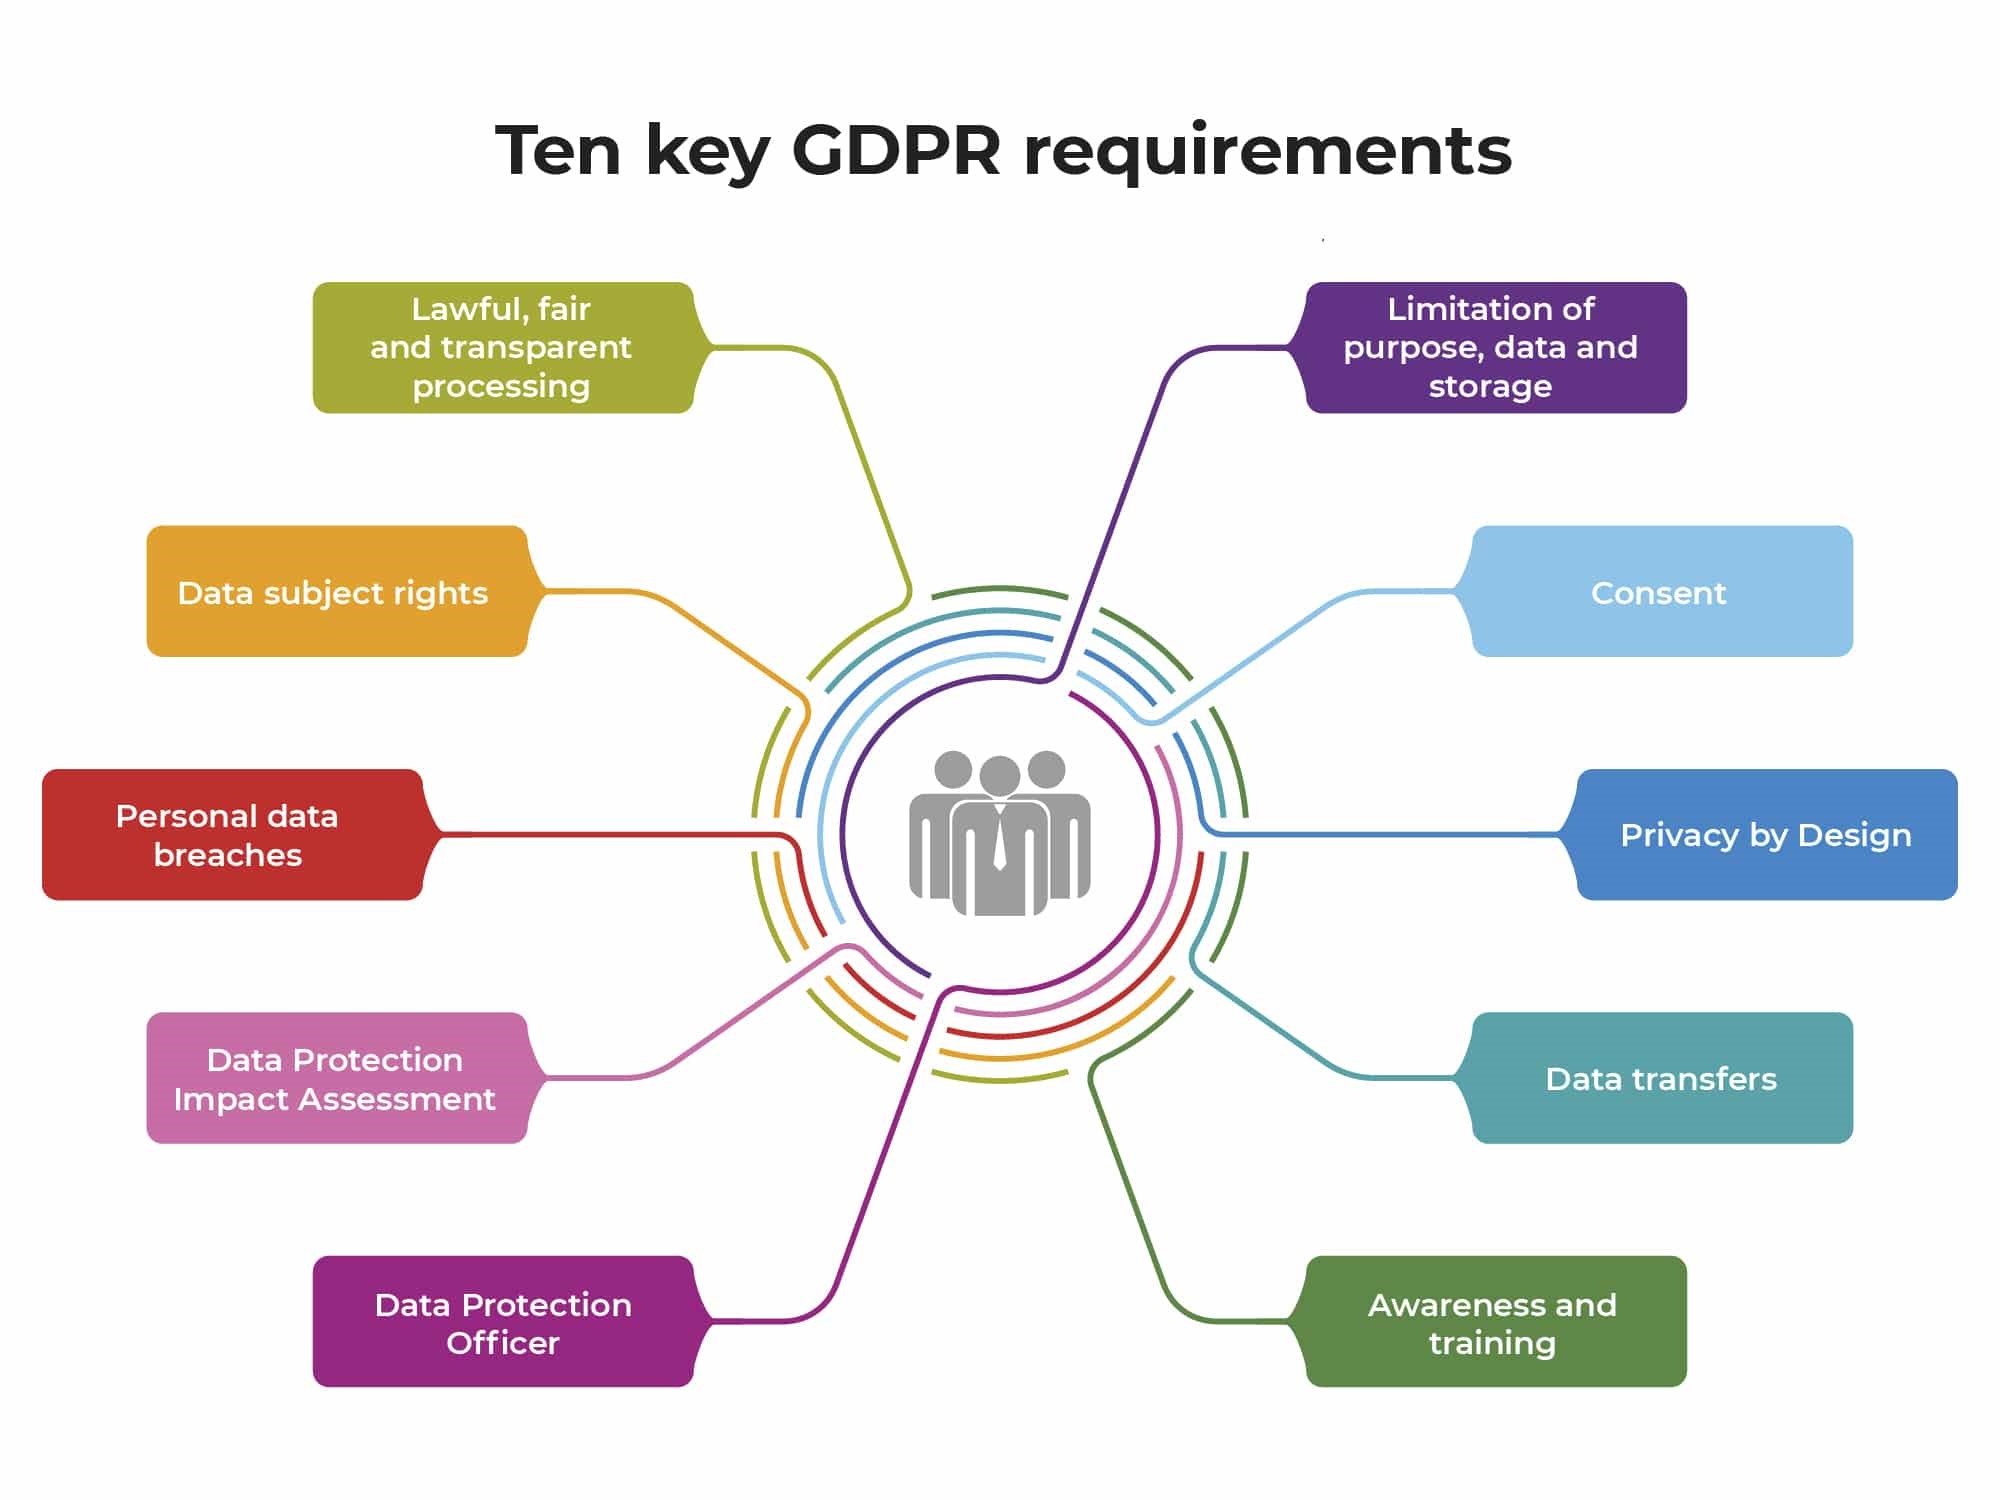 Ten key GDPR requirements
Lawful, fair
and transparent
processing
Limitation of
purpose, data and
storage
Data subject rights
Consent
Personal data
breaches
Privacy by Design
Data Protection
Impact Assessment
Data transfers
Data Protection
Officer
Awareness and
training